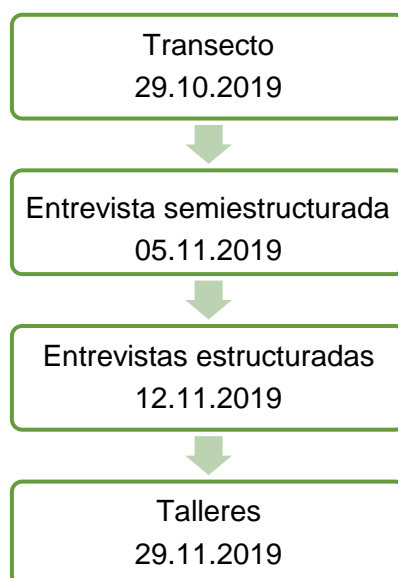 Transecto
29.10.2019
Entrevista semiestructurada
05.11.2019
Entrevistas estructuradas
12.11.2019
Talleres
29.11.2019